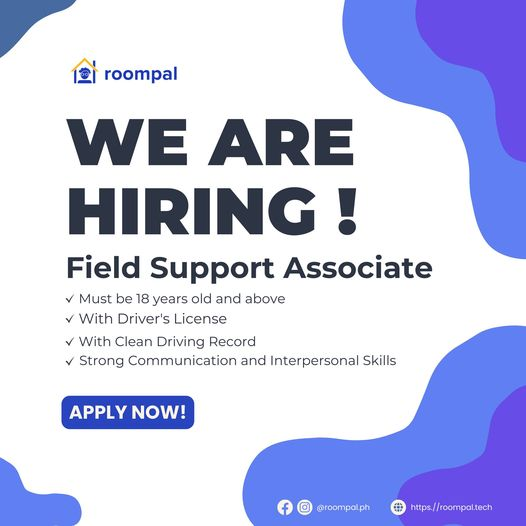 roompal
WE ARE
HIRING !
Field Support Associate
✓ Must be 18 years old and above
✓ With Driver's License
✓ With Clean Driving Record
✓ Strong Communication and Interpersonal Skills
APPLY NOW!
@roompal.ph
https://roompal.tech